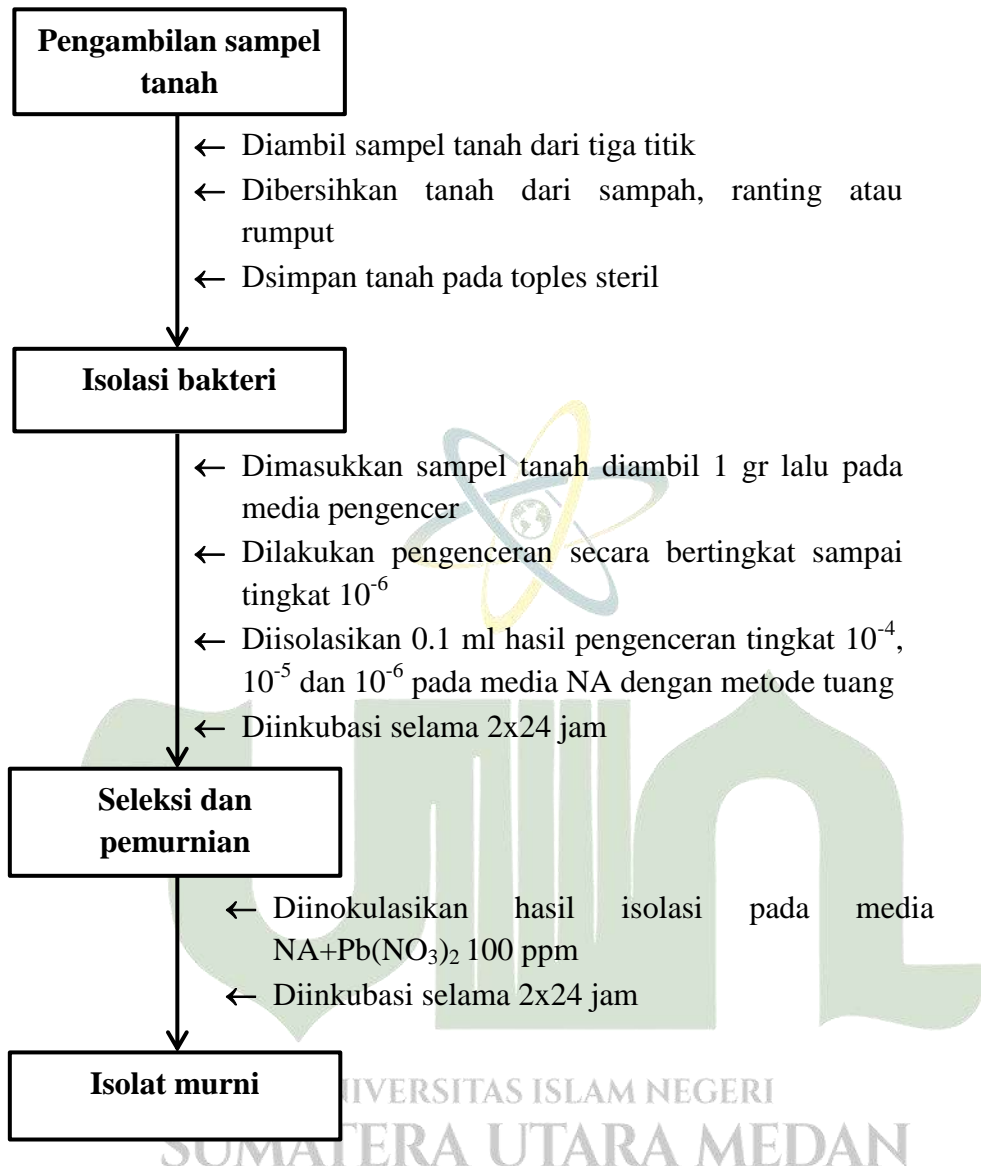 Pengambilan sampel
tanah
← Diambil sampel tanah dari tiga titik
← Dibersihkan tanah dari sampah, ranting atau
rumput
← Dsimpan tanah pada toples steril
Isolasi bakteri
← Dimasukkan sampel tanah diambil 1 gr lalu pada
media pengencer
← Dilakukan pengenceran secara bertingkat sampai
tingkat 10⁻⁶
← Diisolasikan 0.1 ml hasil pengenceran tingkat 10⁻⁴,
10⁻⁵ dan 10⁻⁶ pada media NA dengan metode tuang
← Diinkubasi selama 2x24 jam
Seleksi dan
pemurnian
← Diinokulasikan hasil isolasi pada media
NA+Pb(NO₃)₂ 100 ppm
← Diinkubasi selama 2x24 jam
Isolat murni
NIVERSITAS ISLAM NEGERI
SUMATERA UTARA MEDAN